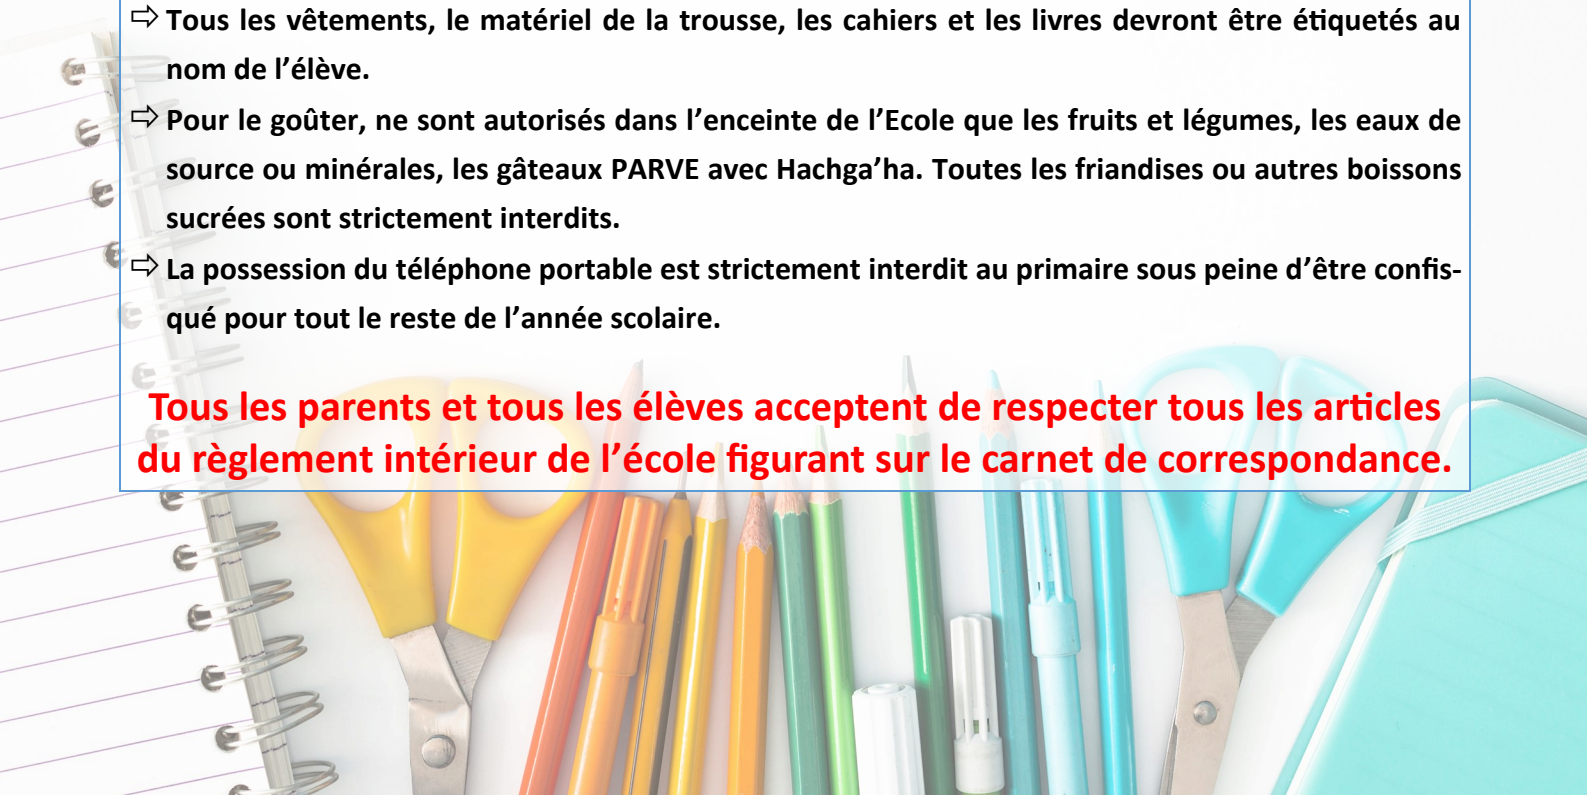 ⇨ Tous les vêtements, le matériel de la trousse, les cahiers et les livres devront être étiquetés au
nom de l’élève.
⇨ Pour le goûter, ne sont autorisés dans l’enceinte de l’Ecole que les fruits et légumes, les eaux de
source ou minérales, les gâteaux PARVE avec Hachga’ha. Toutes les friandises ou autres boissons
sucrées sont strictement interdits.
⇨ La possession du téléphone portable est strictement interdit au primaire sous peine d’être confis-
qué pour tout le reste de l’année scolaire.
Tous les parents et tous les élèves acceptent de respecter tous les articles
du règlement intérieur de l’école figurant sur le carnet de correspondance.